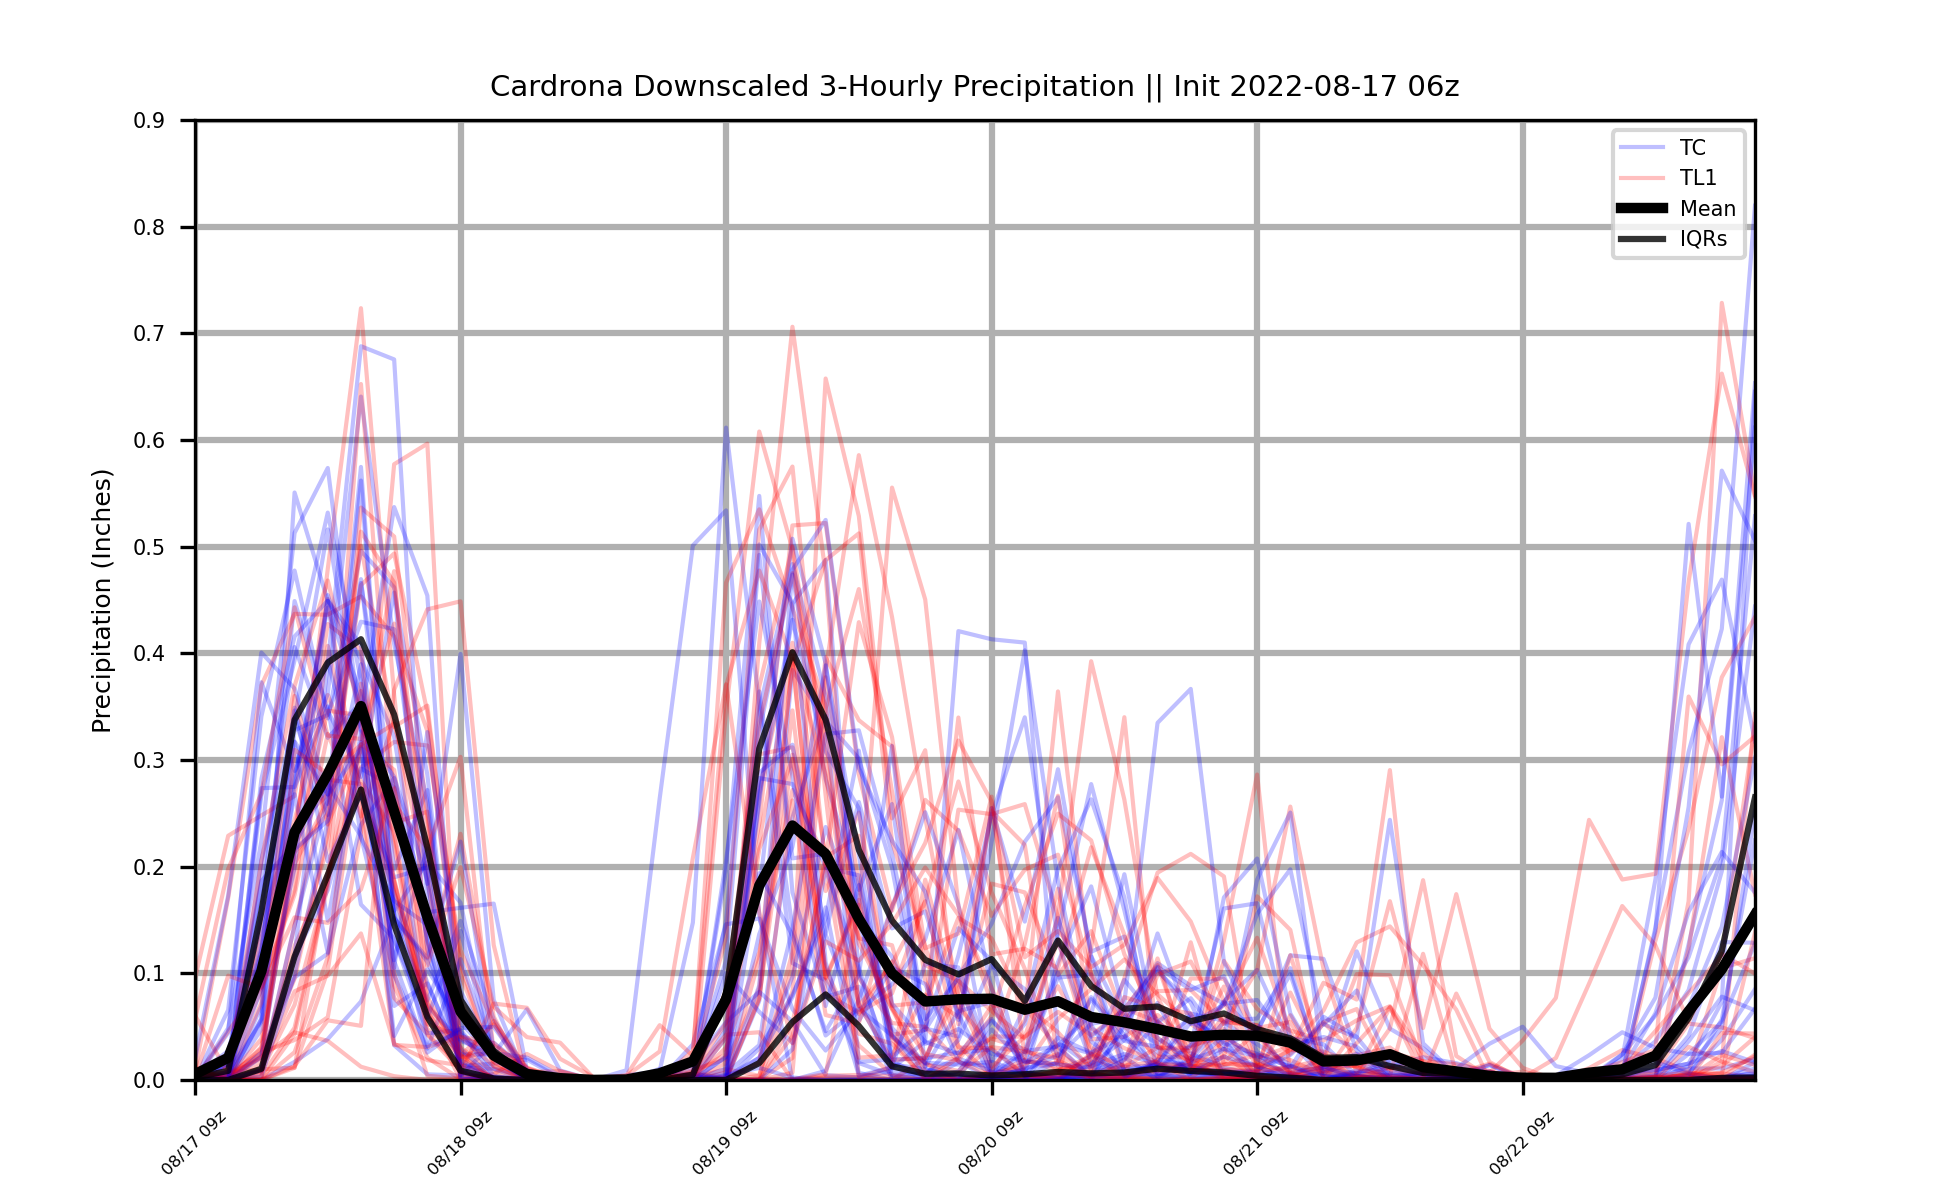 Cardrona Downscaled 3-Hourly Precipitation || Init 2022-08-17 06z
Precipitation (Inches)
0.9
0.8
0.7
0.6
0.5
0.4
0.3
0.2
0.1
0.0
TC
TL1
Mean
IQRs
08/17 09z
08/18 09z
08/19 09z
08/20 09z
08/21 09z
08/22 09z